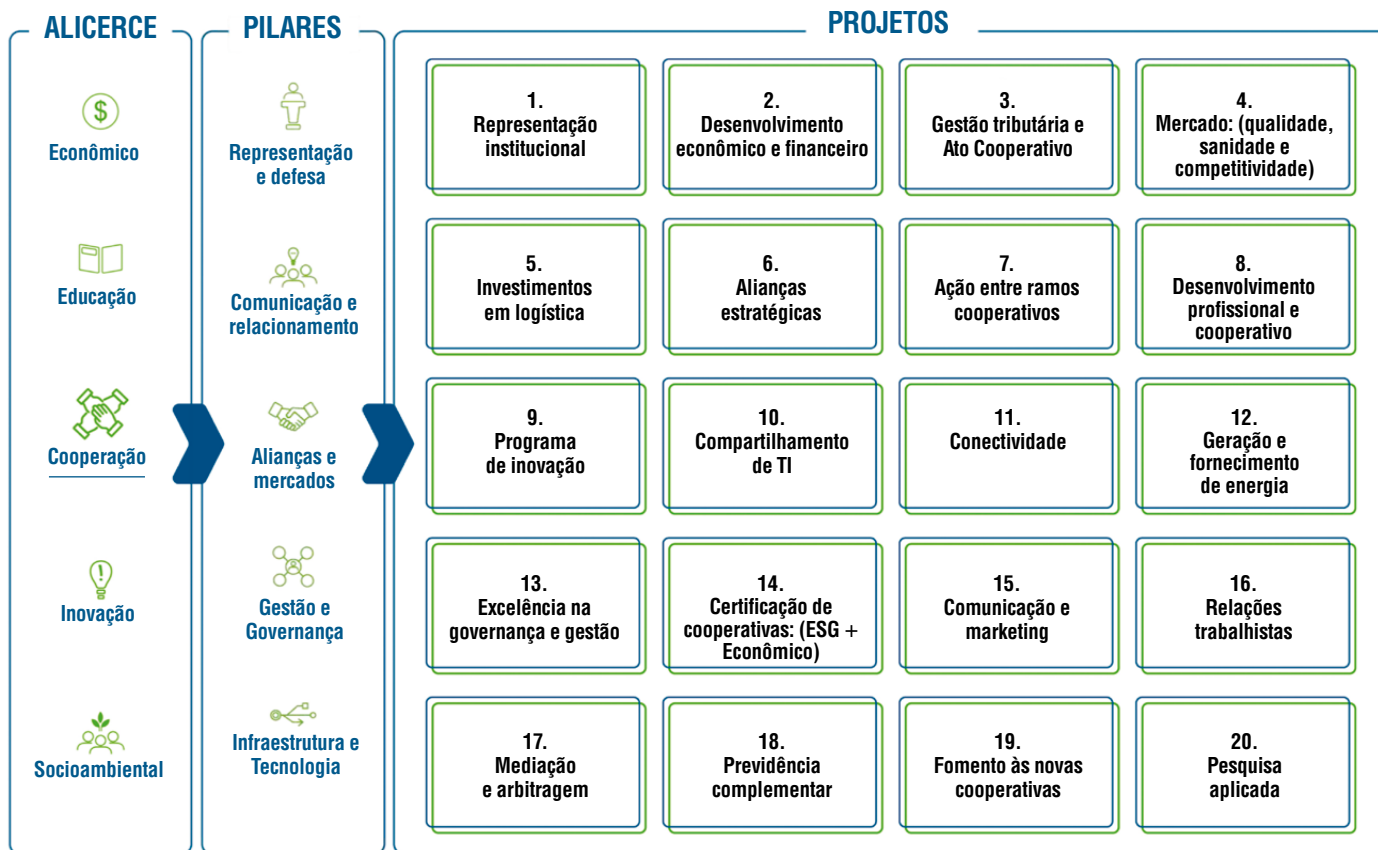 ALICERCE
Econômico
Educação
Cooperação
Inovação
Socioambiental
PILARES
Representação
e defesa
Comunicação e
relacionamento
Alianças e
mercados
Gestão e
Governança
Infraestrutura e
Tecnologia
PROJETOS
1.
Representação
institucional
2.
Desenvolvimento
econômico e financeiro
3.
Gestão tributária e
Ato Cooperativo
4.
Mercado: (qualidade,
sanidade e
competitividade)
5.
Investimentos
em logística
6.
Alianças
estratégicas
7.
Ação entre ramos
cooperativos
8.
Desenvolvimento
profissional e
cooperativo
9.
Programa
de inovação
10.
Compartilhamento
de TI
11.
Conectividade
12.
Geração e
fornecimento
de energia
13.
Excelência na
governança e gestão
14.
Certificação de
cooperativas: (ESG +
Econômico)
15.
Comunicação e
marketing
16.
Relações
trabalhistas
17.
Mediação
e arbitragem
18.
Previdência
complementar
19.
Fomento às novas
cooperativas
20.
Pesquisa
aplicada